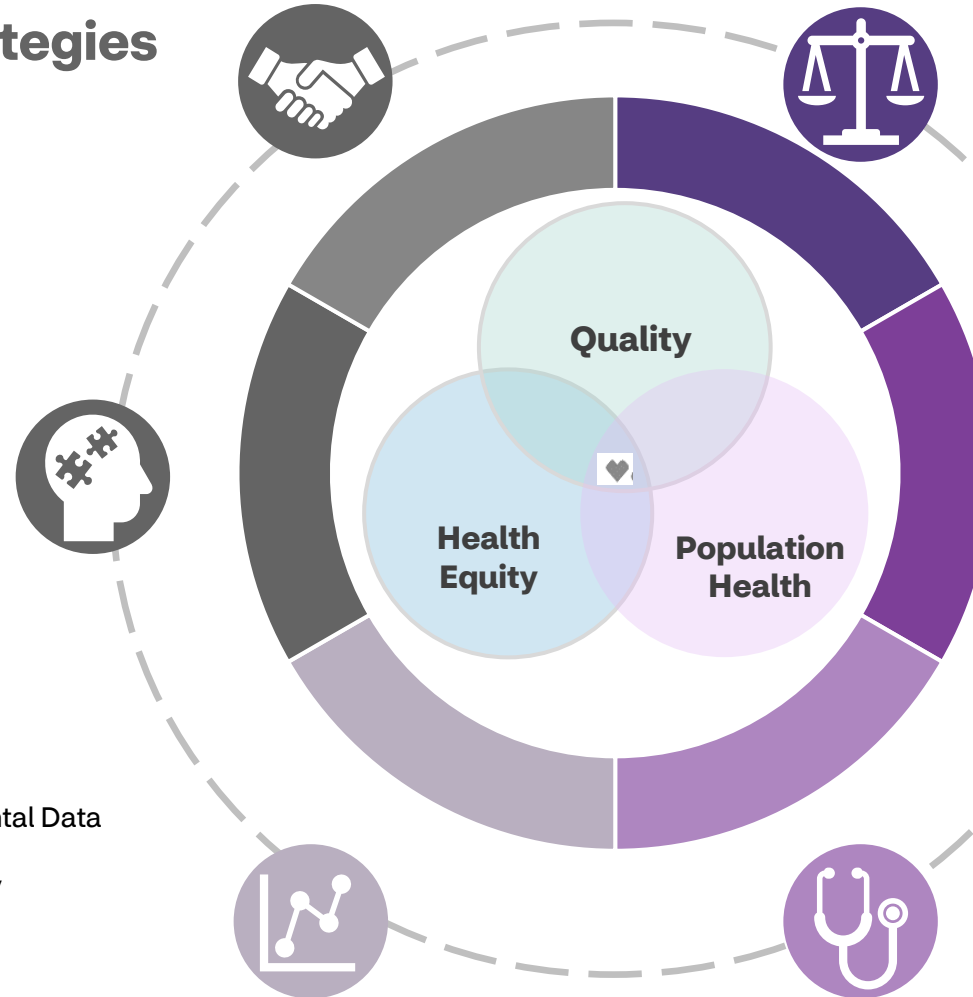 tegies
Quality
Health
Equity
Population
Health
ntal Data